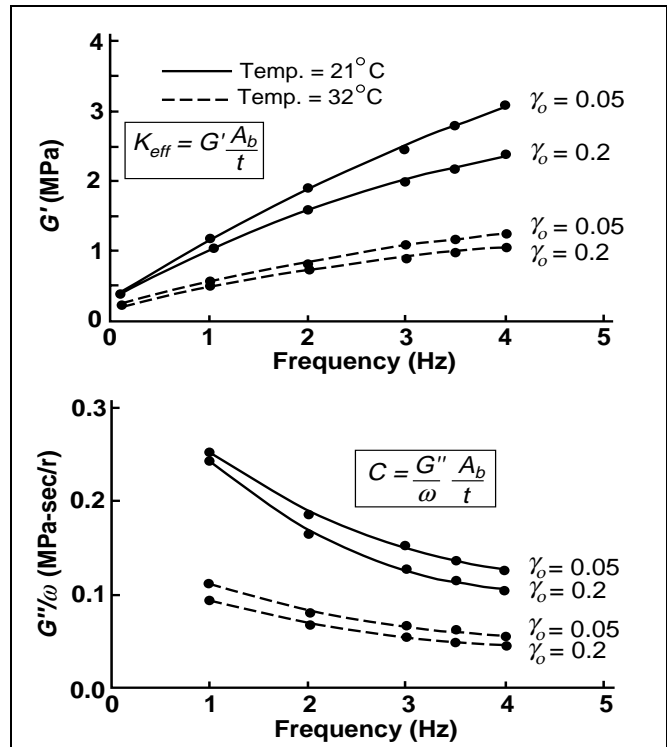 4
Temp. = 21°C
Temp. = 32°C
γₒ = 0.05
K_eff = G' A_b/t
3
γₒ = 0.2
G' (MPa)
2
γₒ = 0.05
1
γₒ = 0.2
0
0 1 2 3 4 5
Frequency (Hz)
0.3
C = G''/ω A_b/t
0.2
G''/ω (MPa-sec/r)
γₒ = 0.05
0.1
γₒ = 0.2
γₒ = 0.05
γₒ = 0.2
0.0
0 1 2 3 4 5
Frequency (Hz)